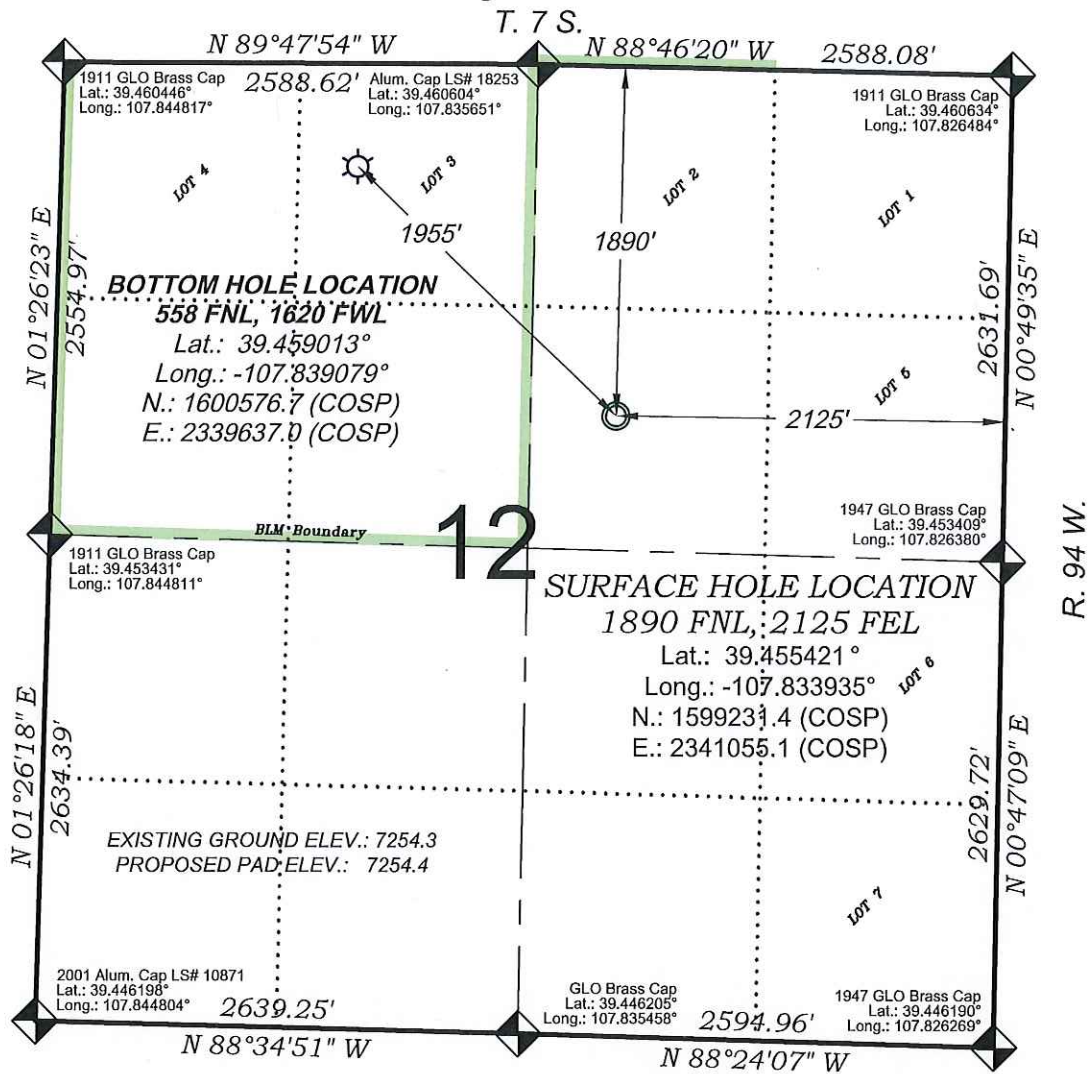 T. 7 S.
N 89°47'54" W
N 88°46'20" W
2588.08'
1911 GLO Brass Cap
Lat.: 39.460446°
Long.: 107.844817°
2588.62'
Alum. Cap LS# 18253
Lat.: 39.460604°
Long.: 107.835651°
1911 GLO Brass Cap
Lat.: 39.460634°
Long.: 107.826484°
LOT 4
LOT 3
LOT 2
LOT 1
1955'
1890'
N 01°26'23" E
2554.97'
BOTTOM HOLE LOCATION
558 FNL, 1620 FWL
Lat.: 39.459013°
Long.: -107.839079°
N.: 1600576.7 (COSP)
E.: 2339637.0 (COSP)
2631.69'
N 00°49'35" E
LOT 5
2125'
BLM Boundary
12
1947 GLO Brass Cap
Lat.: 39.453409°
Long.: 107.826380°
R. 94 W.
1911 GLO Brass Cap
Lat.: 39.453431°
Long.: 107.844811°
SURFACE HOLE LOCATION
1890 FNL, 2125 FEL
Lat.: 39.455421°
Long.: -107.833935°
N.: 1599231.4 (COSP)
E.: 2341055.1 (COSP)
LOT 6
N 01°26'18" E
2634.39'
2629.72'
N 00°47'09" E
EXISTING GROUND ELEV.: 7254.3
PROPOSED PAD ELEV.: 7254.4
LOT 7
2001 Alum. Cap LS# 10871
Lat.: 39.446198°
Long.: 107.844804°
2639.25'
GLO Brass Cap
Lat.: 39.446205°
Long.: 107.835458°
2594.96'
1947 GLO Brass Cap
Lat.: 39.446190°
Long.: 107.826269°
N 88°34'51" W
N 88°24'07" W